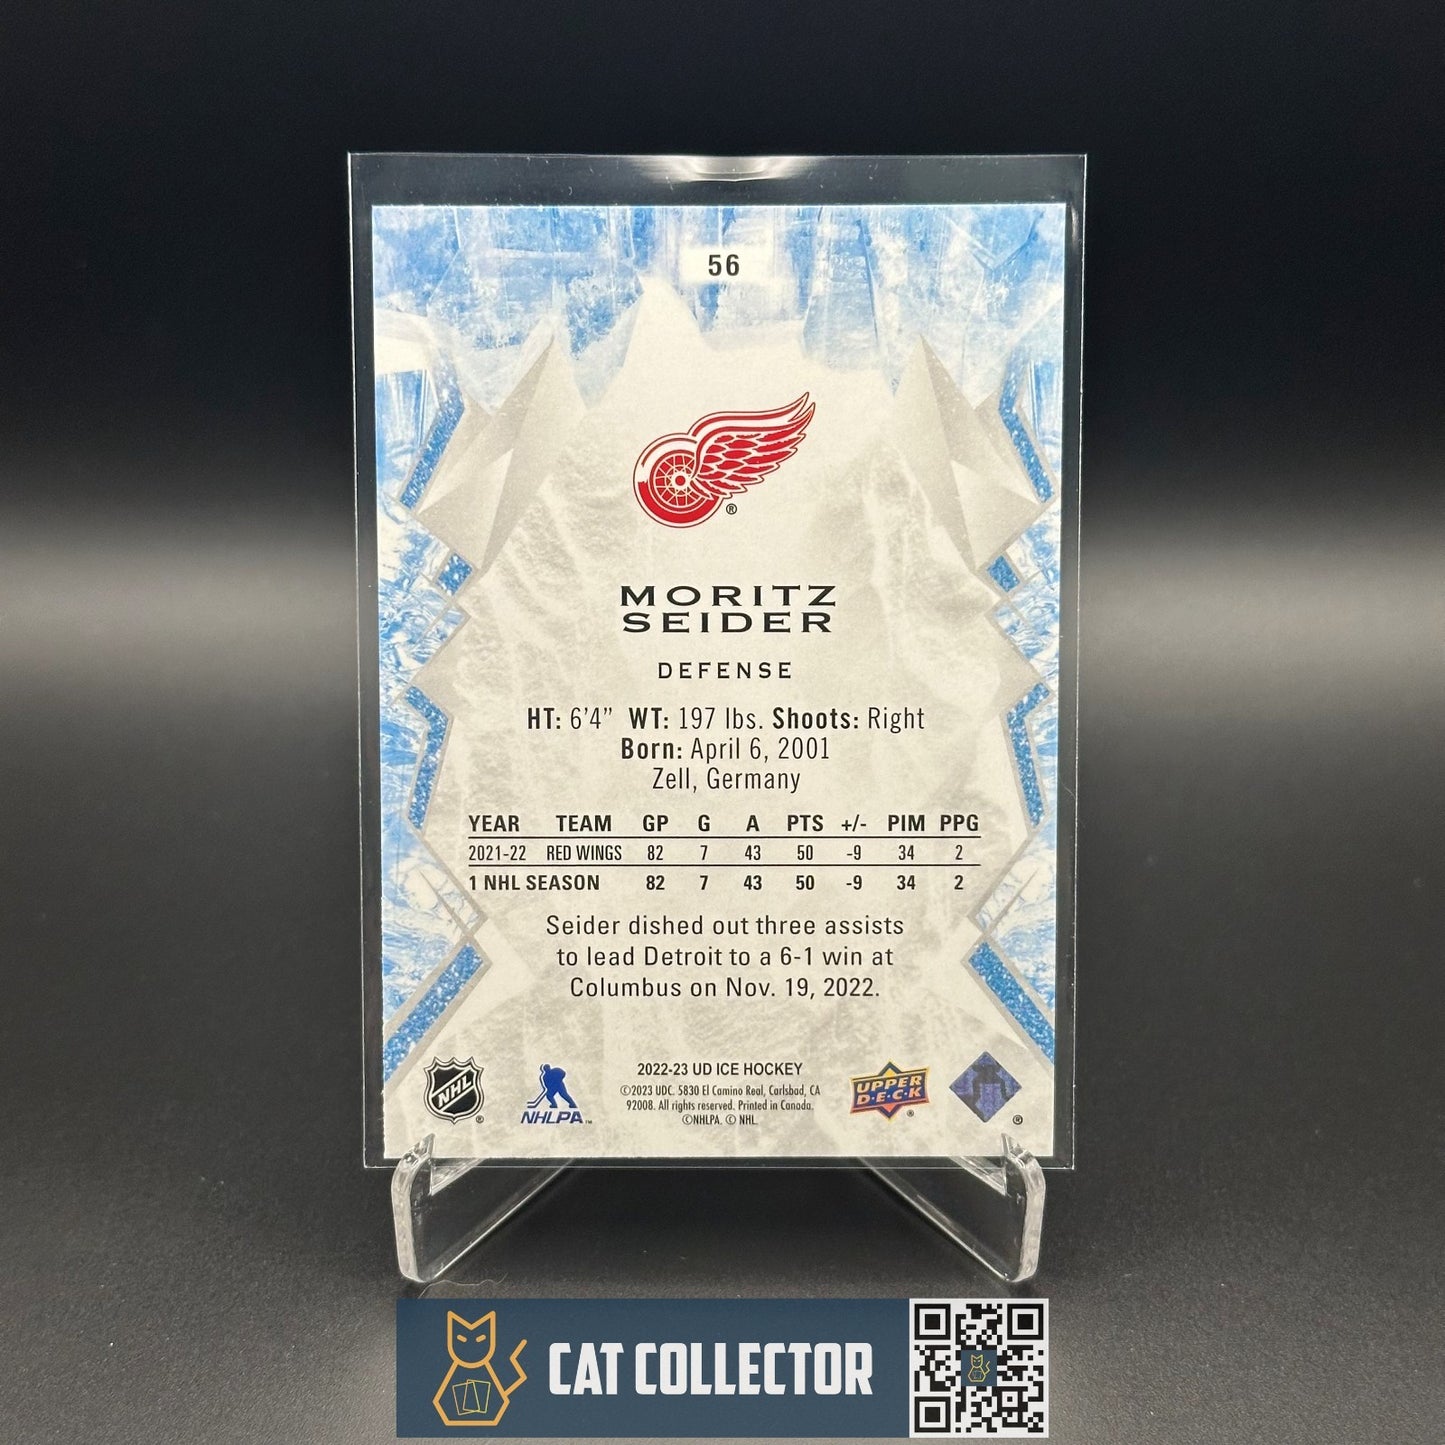 56
®
MORITZ
SEIDER
DEFENSE
HT: 6'4" WT: 197 lbs. Shoots: Right
Born: April 6, 2001
Zell, Germany
YEAR TEAM GP G A PTS +/- PIM PPG
2021-22 RED WINGS 82 7 43 50 -9 34 2
1 NHL SEASON 82 7 43 50 -9 34 2
Seider dished out three assists
to lead Detroit to a 6-1 win at
Columbus on Nov. 19, 2022.
2022-23 UD ICE HOCKEY
©2023 UDC. 5830 El Camino Real, Carlsbad, CA
92008. All rights reserved. Printed in Canada.
©NHLPA. © NHL.
NHL ®
NHLPA ™
UPPER
D·E·C·K ®
®
CAT COLLECTOR